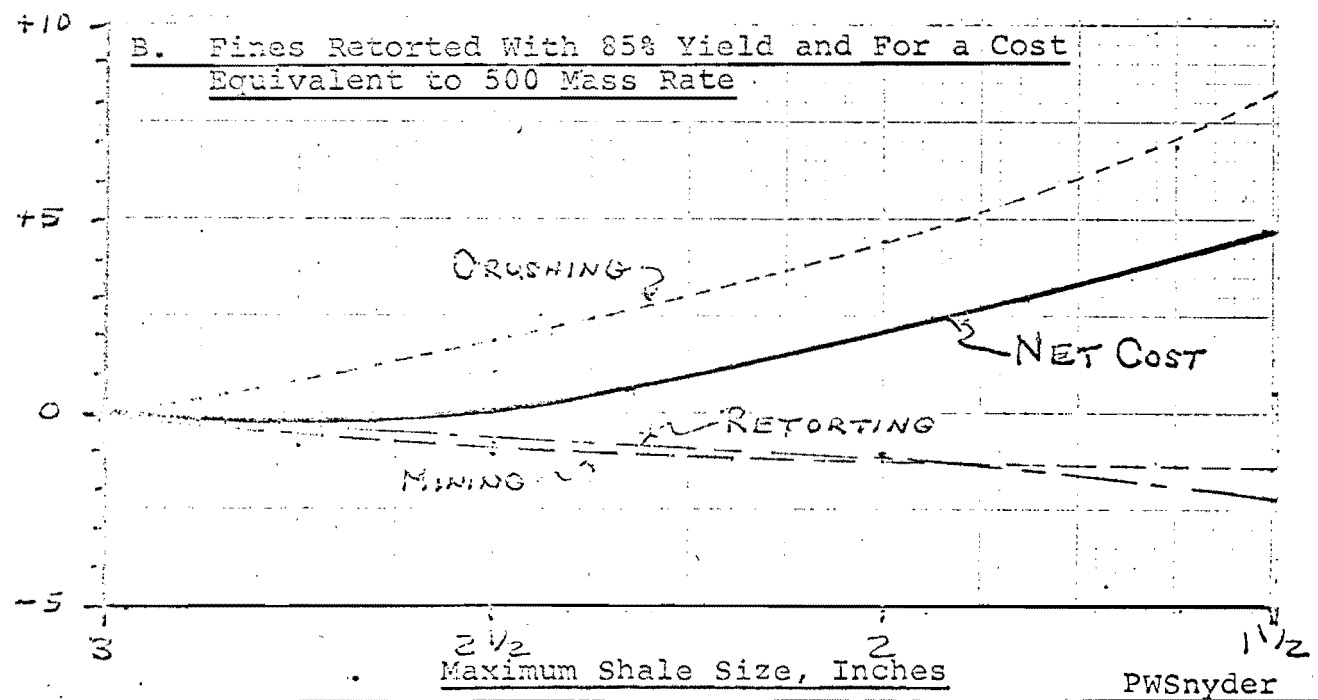 +10
B. Fines Retorted With 85% Yield and For a Cost
Equivalent to 500 Mass Rate
+5
CRUSHING
NET COST
0
RETORTING
MINING
-5
3
2 1/2
2
1 1/2
Maximum Shale Size, Inches
PWSnyder